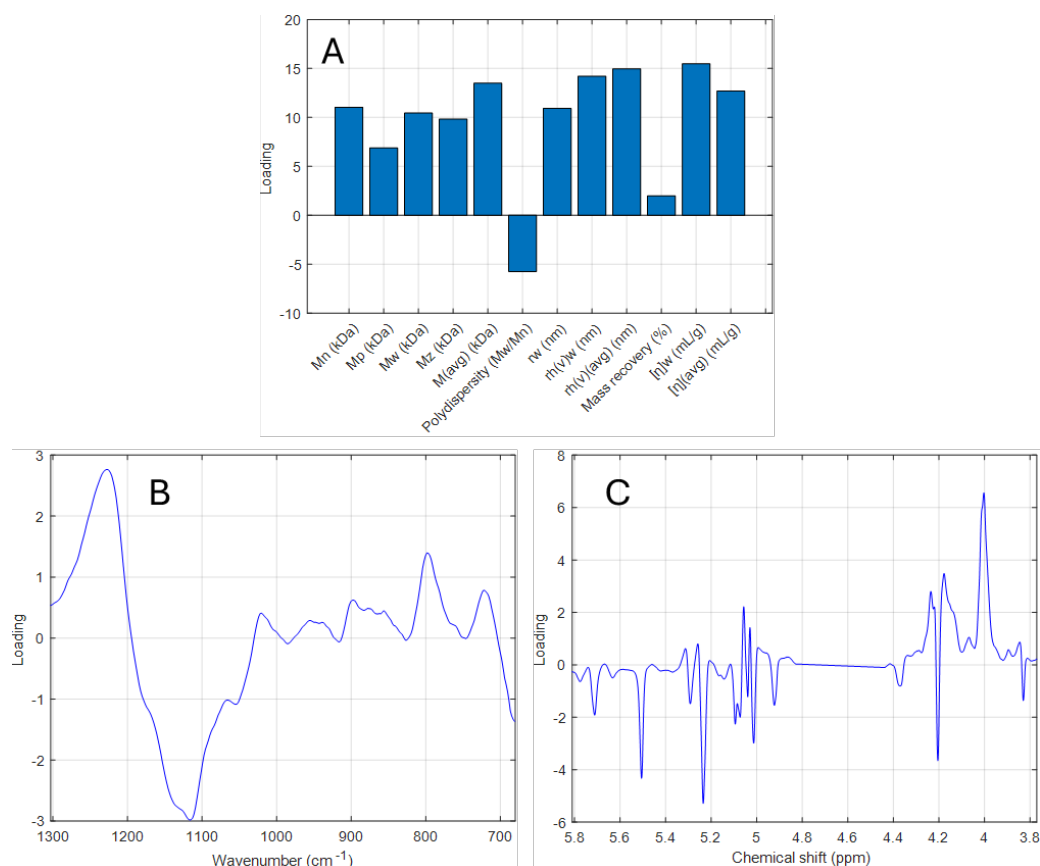 A
20
15
10
5
0
-5
-10
Loading
Mn (kDa)
Mp (kDa)
Mw (kDa)
Mz (kDa)
M(avg) (kDa)
Polydispersity (Mw/Mn)
rw (nm)
rh(v)w (nm)
rh(v)(avg) (nm)
Mass recovery (%)
[η]w (mL/g)
[η](avg) (mL/g)
B
3
2
1
0
-1
-2
-3
Loading
1300 1200 1100 1000 900 800 700
Wavenumber (cm⁻¹)
C
8
6
4
2
0
-2
-4
-6
Loading
5.8 5.6 5.4 5.2 5 4.8 4.6 4.4 4.2 4 3.8
Chemical shift (ppm)